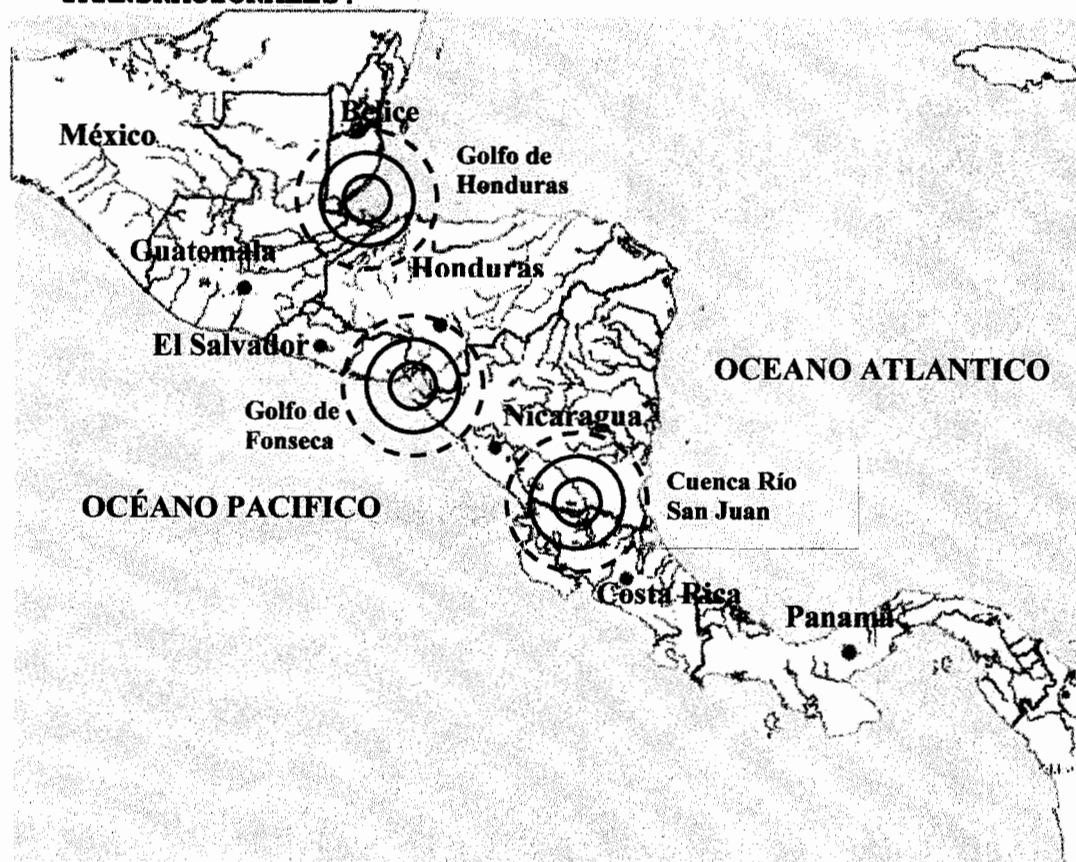 Belice
México
Golfo de
Honduras
Guatemala
Honduras
El Salvador
OCEANO ATLANTICO
Golfo de
Fonseca
Nicaragua
Cuenca Río
San Juan
OCÉANO PACIFICO
Costa Rica
Panamá